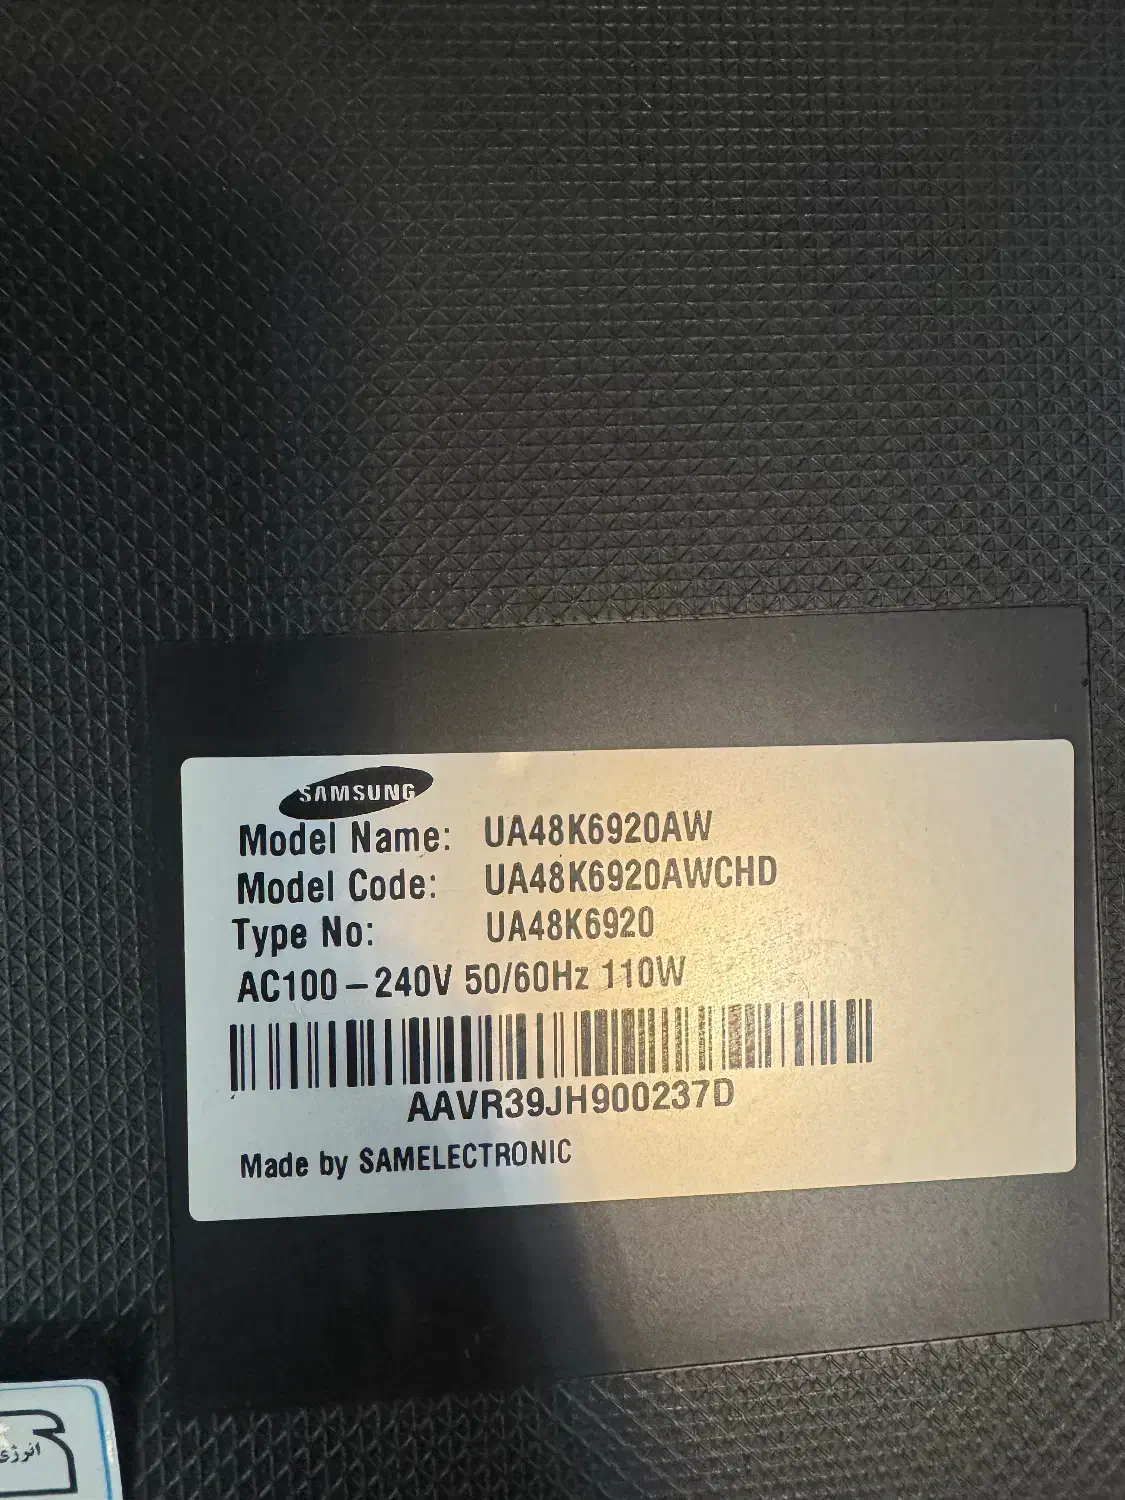 SAMSUNG
Model Name: UA48K6920AW
Model Code: UA48K6920AWCHD
Type No: UA48K6920
AC100-240V 50/60Hz 110W
AAVR39JH900237D
Made by SAMELECTRONIC
انرژی